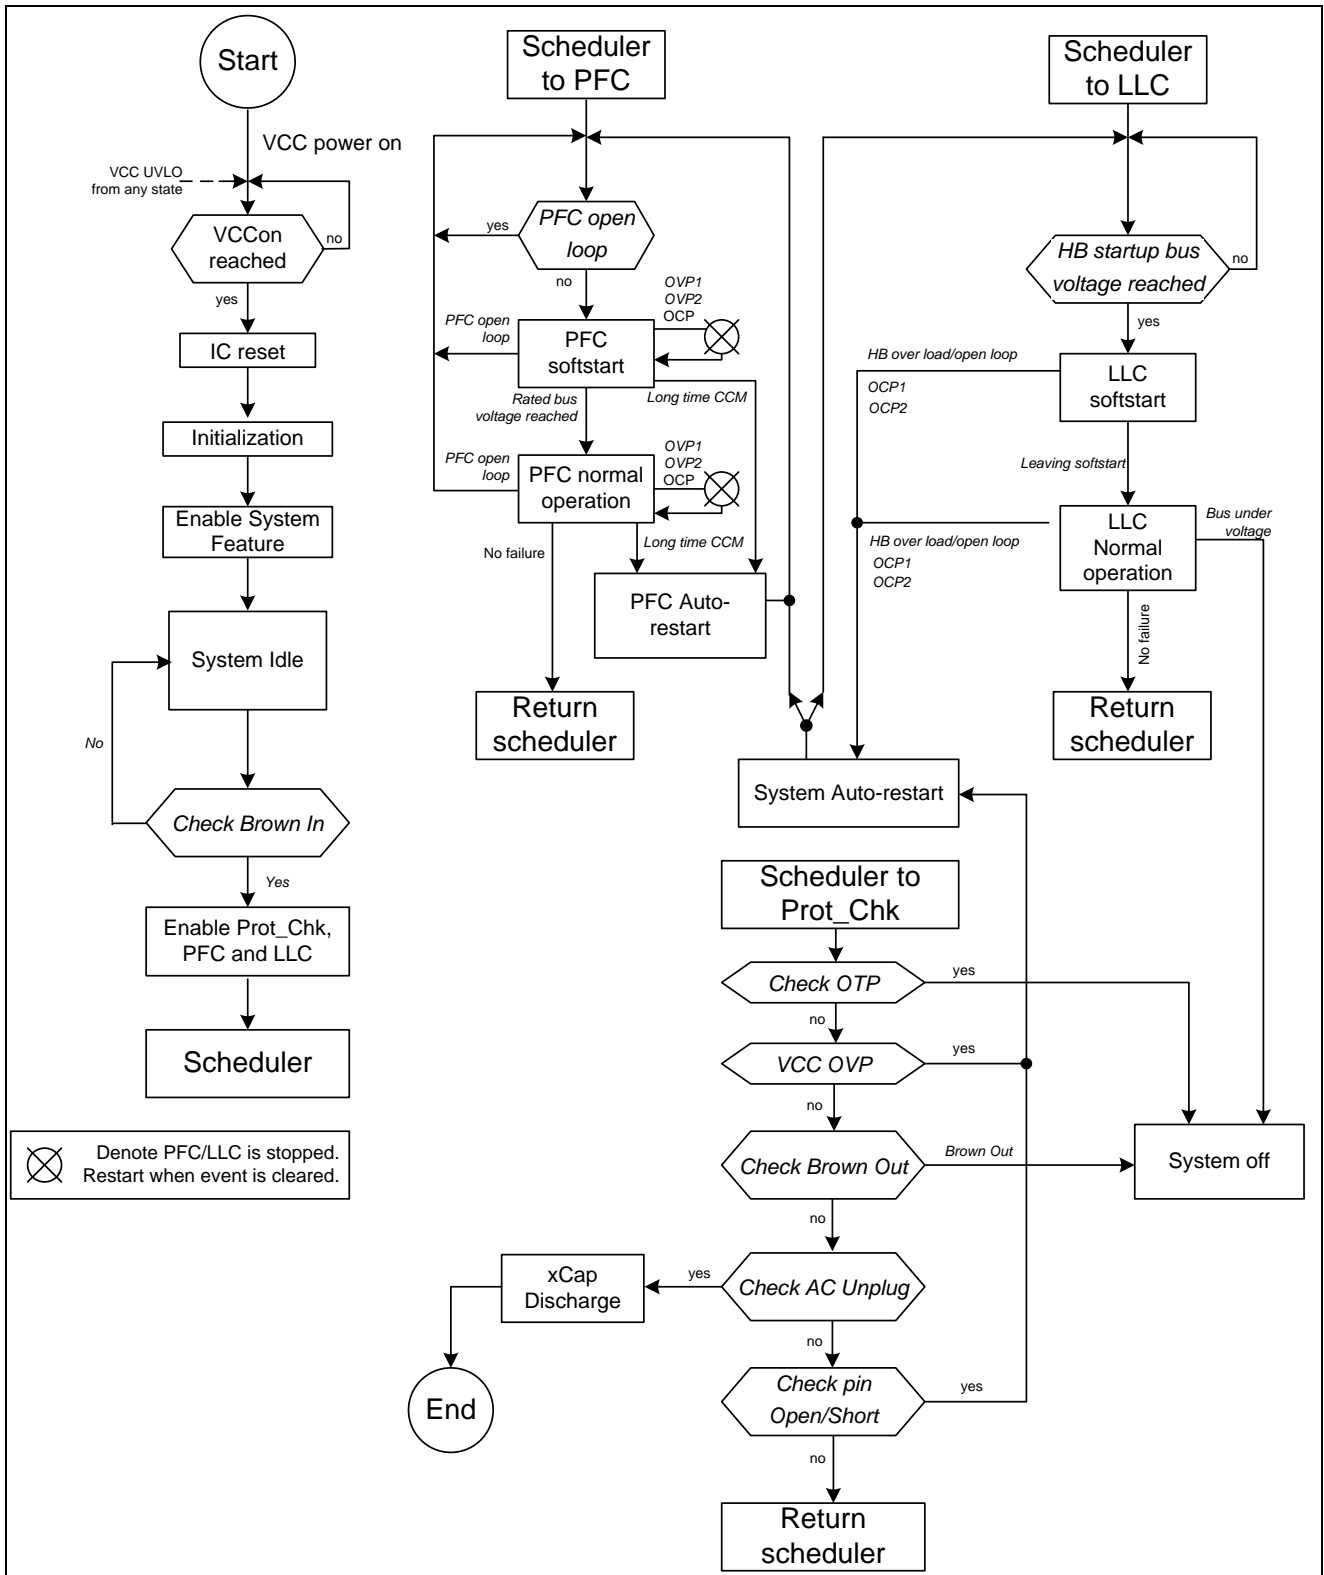 Start
VCC power on
VCC UVLO
from any state
VCCon
reached
no
yes
IC reset
Initialization
Enable System
Feature
System Idle
No
Check Brown In
Yes
Enable Prot_Chk,
PFC and LLC
Scheduler
Denote PFC/LLC is stopped.
Restart when event is cleared.
Scheduler
to PFC
yes
PFC open
loop
no
OVP1
OVP2
OCP
PFC open
loop
PFC
softstart
Rated bus
voltage reached
Long time CCM
OVP1
OVP2
OCP
PFC open
loop
PFC normal
operation
No failure
Long time CCM
PFC Auto-
restart
Return
scheduler
Scheduler
to LLC
HB startup bus
voltage reached
no
yes
HB over load/open loop
OCP1
OCP2
LLC
softstart
Leaving softstart
HB over load/open loop
OCP1
OCP2
LLC
Normal
operation
Bus under
voltage
No failure
Return
scheduler
System Auto-restart
Scheduler to
Prot_Chk
Check OTP
yes
no
VCC OVP
yes
no
Check Brown Out
Brown Out
System off
no
Check AC Unplug
yes
xCap
Discharge
End
no
Check pin
Open/Short
yes
no
Return
scheduler